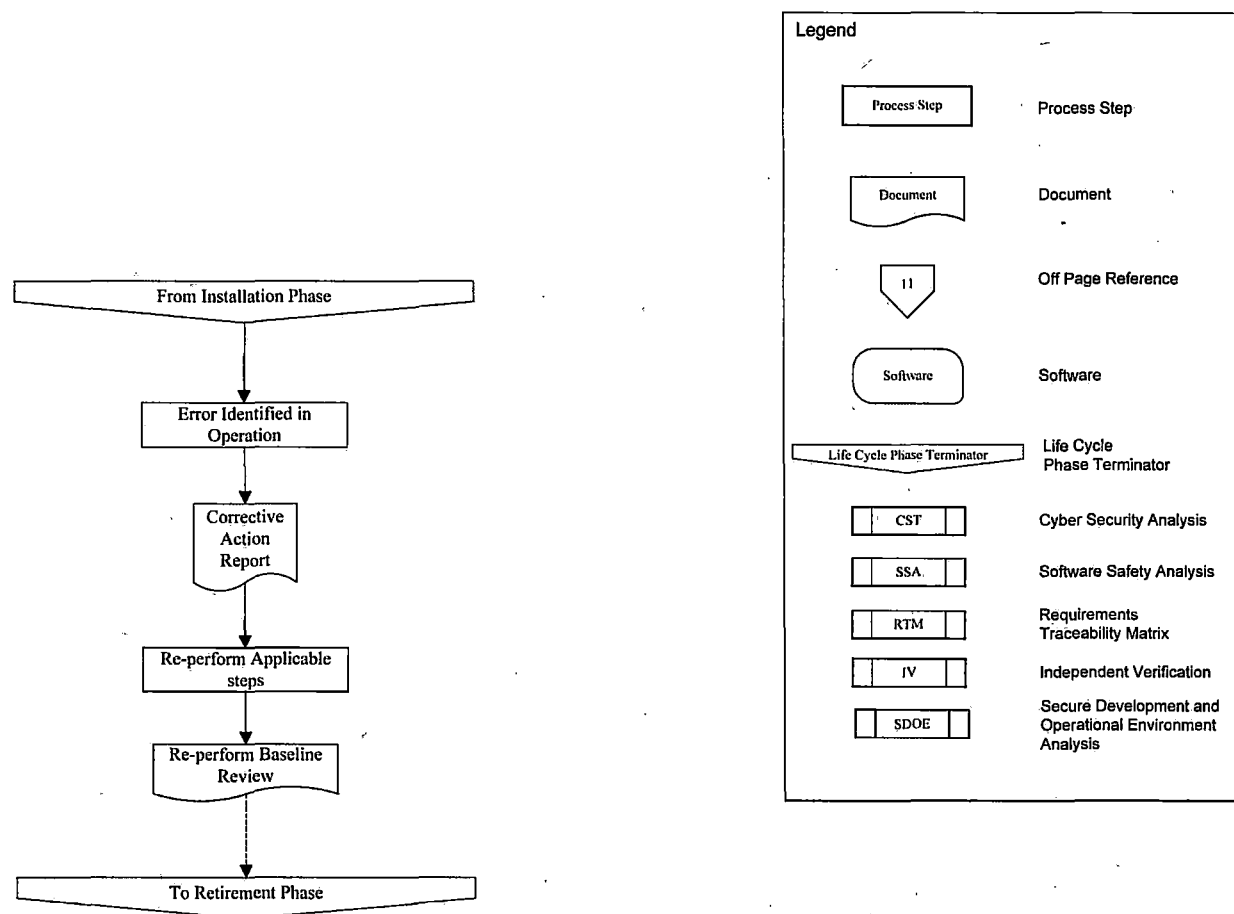 From Installation Phase
Error Identified in
Operation
Corrective
Action
Report
Re-perform Applicable
steps
Re-perform Baseline
Review
To Retirement Phase
Legend
Process Step
Process Step
Document
Document
11
Off Page Reference
Software
Software
Life Cycle Phase Terminator
Life Cycle
Phase Terminator
CST
Cyber Security Analysis
SSA
Software Safety Analysis
RTM
Requirements
Traceability Matrix
IV
Independent Verification
SDOE
Secure Development and
Operational Environment
Analysis